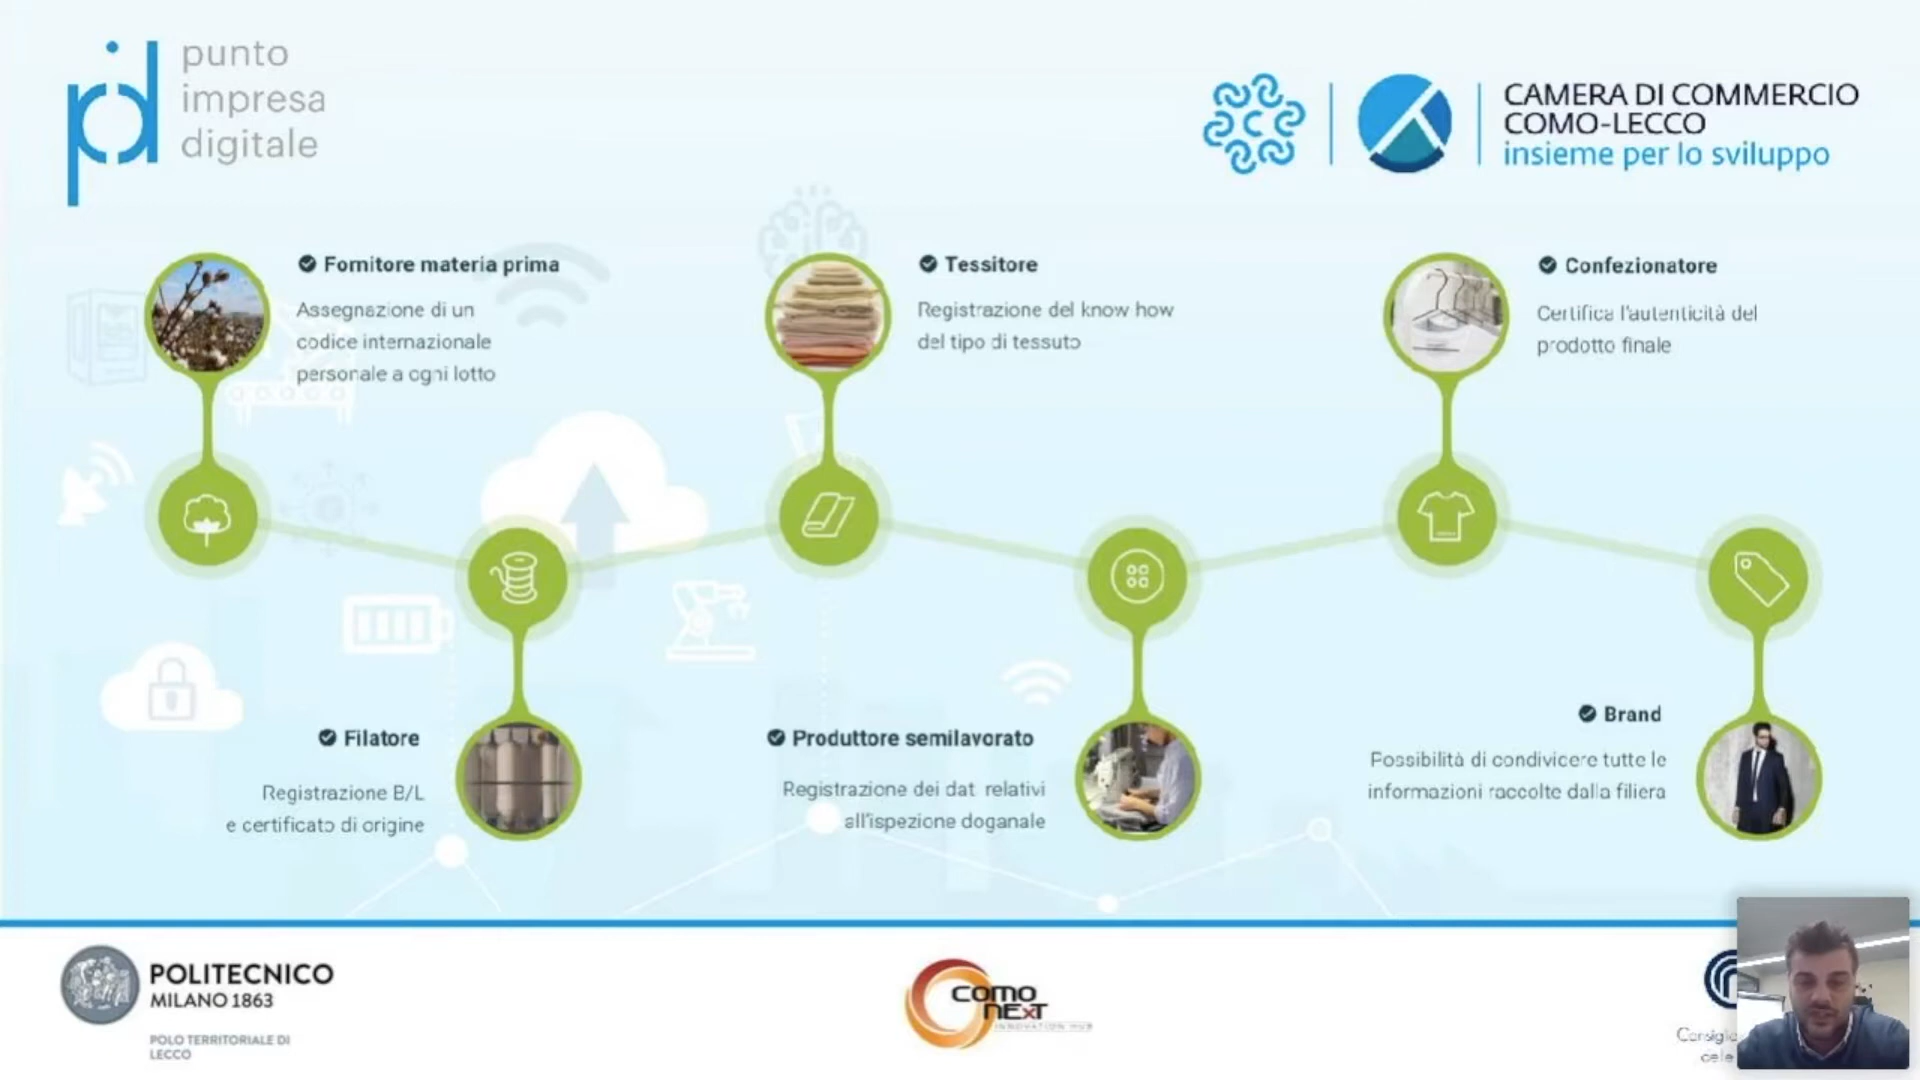 punto
impresa
digitale
CAMERA DI COMMERCIO
COMO-LECCO
insieme per lo sviluppo
Fornitore materia prima
Assegnazione di un
codice internazionale
personale a ogni lotto
Tessitore
Registrazione del know how
del tipo di tessuto
Confezionatore
Certifica l'autenticità del
prodotto finale
Filatore
Registrazione B/L
e certificato di origine
Produttore semilavorato
Registrazione dei dat relativi
all'ispezione doganale
Brand
Possibilità di condividere tutte le
informazioni raccolte dalla filiera
POLITECNICO
MILANO 1863
POLO TERRITORIALE DI
LECCO
COMO
NExT
INNOVATION HUB